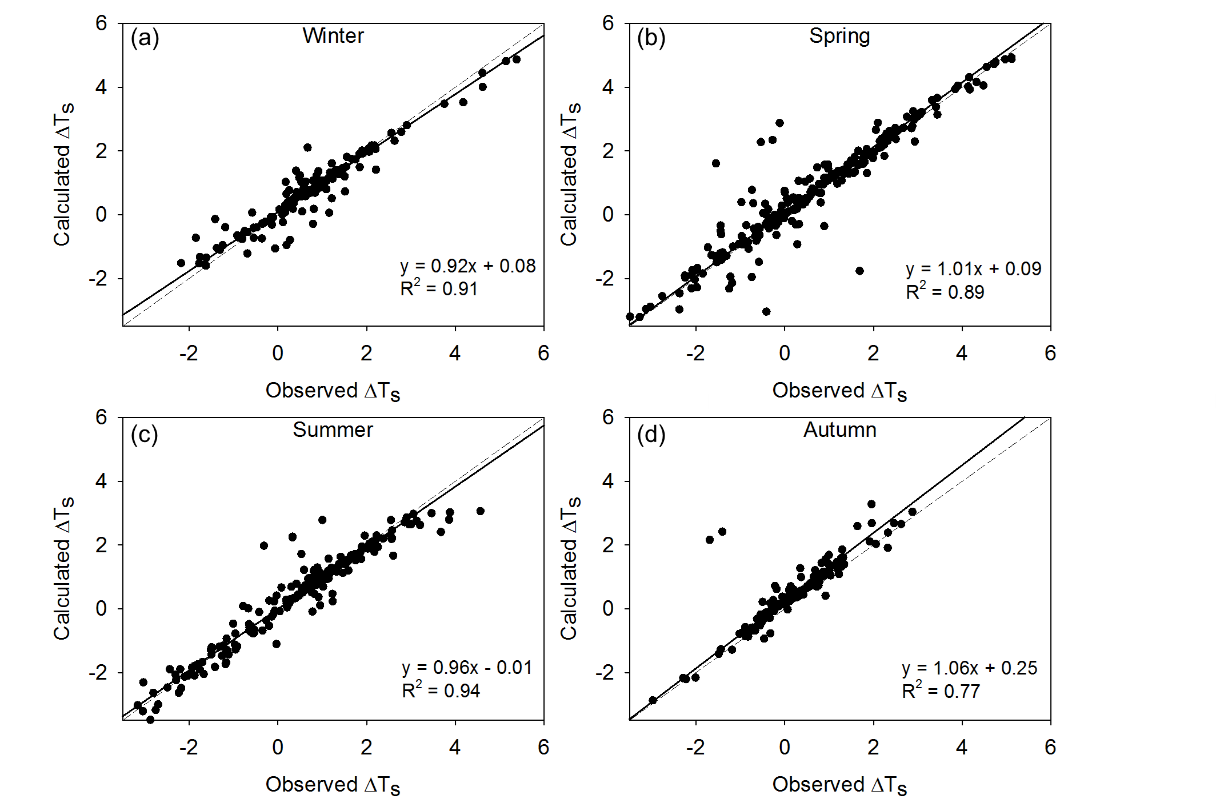 (a) Winter
6
4
2
0
-2
Calculated ΔTs
y = 0.92x + 0.08
R² = 0.91
-2 0 2 4 6
Observed ΔTs
(b) Spring
6
4
2
0
-2
Calculated ΔTs
y = 1.01x + 0.09
R² = 0.89
-2 0 2 4 6
Observed ΔTs
(c) Summer
6
4
2
0
-2
Calculated ΔTs
y = 0.96x - 0.01
R² = 0.94
-2 0 2 4 6
Observed ΔTs
(d) Autumn
6
4
2
0
-2
Calculated ΔTs
y = 1.06x + 0.25
R² = 0.77
-2 0 2 4 6
Observed ΔTs